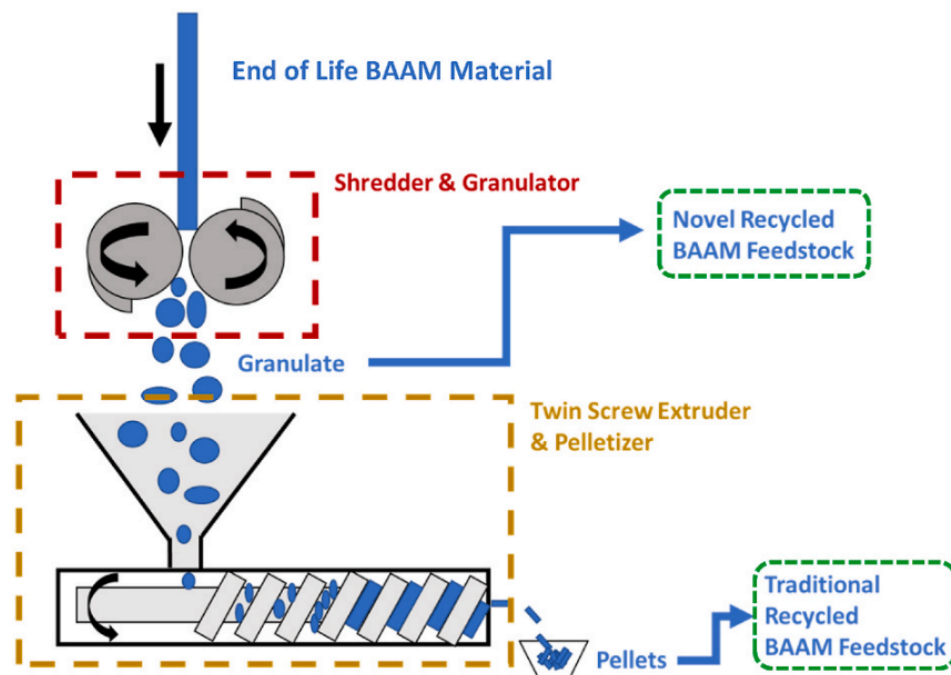 End of Life BAAM Material
Shredder & Granulator
Novel Recycled
BAAM Feedstock
Granulate
Twin Screw Extruder
& Pelletizer
Traditional
Recycled
BAAM Feedstock
Pellets